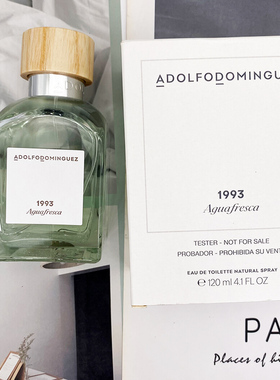 ADOLFODOMINGUEZ
1993
Aguafresca
ADOLFODOMINGUEZ
1993
Aguafresca
TESTER - NOT FOR SALE
PROBADOR - PROHIBIDA SU VENT
EAU DE TOILETTE NATURAL SPRAY
℮ 120 ml 4.1 FL OZ
PA
Places of hi